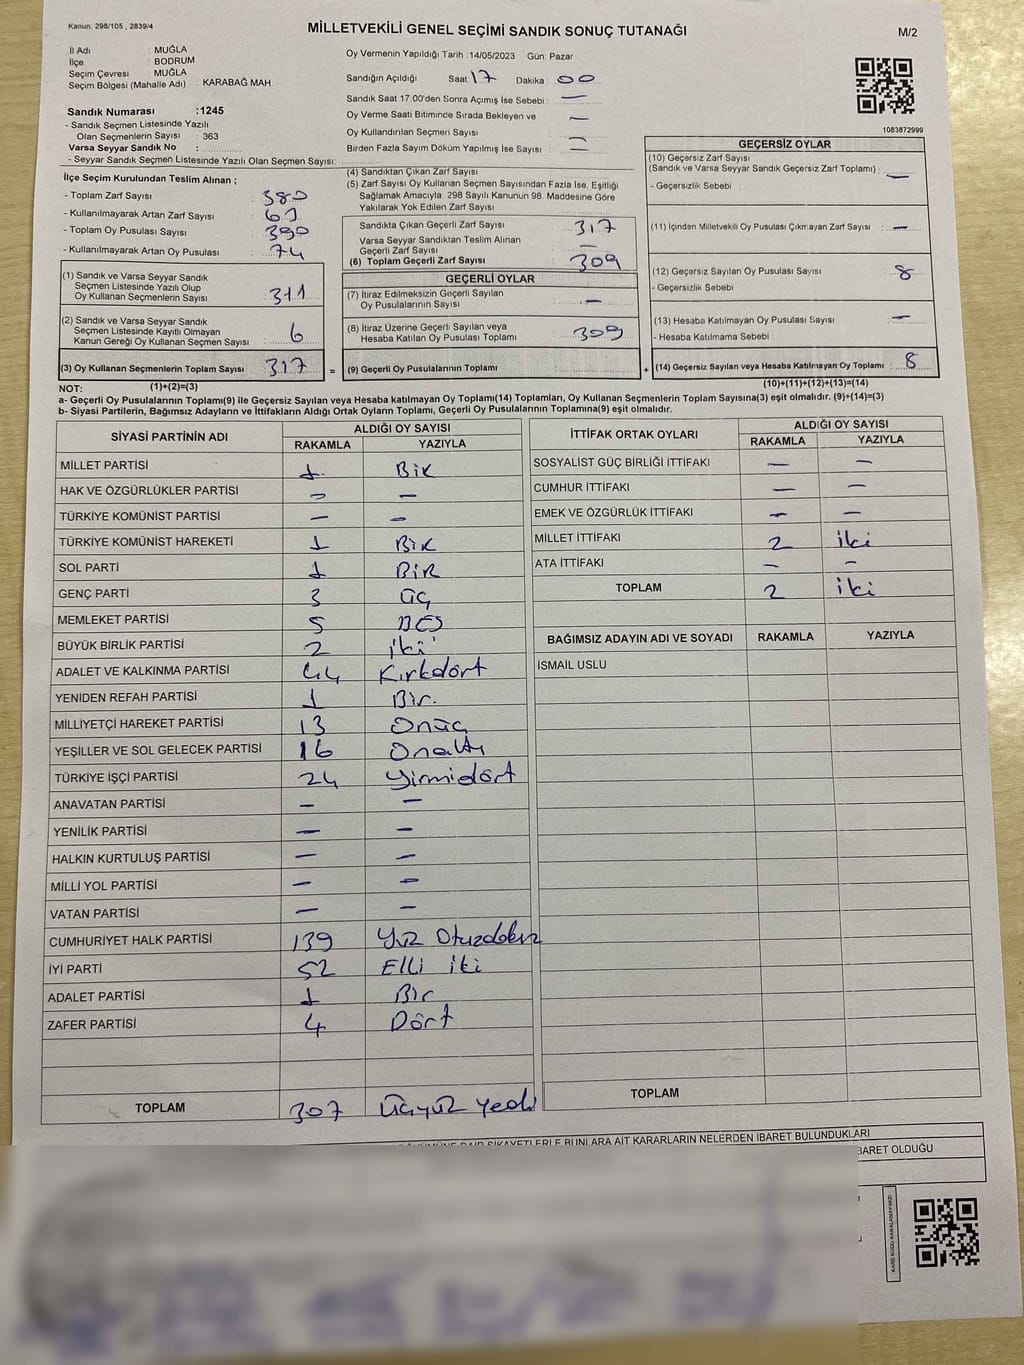 Kanun: 298/105 , 2839/4
MİLLETVEKİLİ GENEL SEÇİMİ SANDIK SONUÇ TUTANAĞI
M/2
İl Adı : MUĞLA
İlçe : BODRUM
Seçim Çevresi : MUĞLA
Seçim Bölgesi (Mahalle Adı) : KARABAĞ MAH
Sandık Numarası :1245
- Sandık Seçmen Listesinde Yazılı
Olan Seçmenlerin Sayısı : 363
Varsa Seyyar Sandık No :
- Seyyar Sandık Seçmen Listesinde Yazılı Olan Seçmen Sayısı:
Oy Vermenin Yapıldığı Tarih :14/05/2023 Gün: Pazar
Sandığın Açıldığı Saat 17 Dakika : 00
Sandık Saat 17:00'den Sonra Açımış İse Sebebi : —
Oy Verme Saati Bitiminde Sırada Bekleyen ve
Oy Kullandırılan Seçmen Sayısı : —
Birden Fazla Sayım Döküm Yapılmış İse Sayısı : —
1083872999
İlçe Seçim Kurulundan Teslim Alınan ;
- Toplam Zarf Sayısı : 380
- Kullanılmayarak Artan Zarf Sayısı : 63
- Toplam Oy Pusulası Sayısı : 390
- Kullanılmayarak Artan Oy Pusulası : 74
(1) Sandık ve Varsa Seyyar Sandık
Seçmen Listesinde Yazılı Olup
Oy Kullanan Seçmenlerin Sayısı : 311
(2) Sandık ve Varsa Seyyar Sandık
Seçmen Listesinde Kayıtlı Olmayan
Kanun Gereği Oy Kullanan Seçmen Sayısı : 6
(3) Oy Kullanan Seçmenlerin Toplam Sayısı : 317
(4) Sandıktan Çıkan Zarf Sayısı :
(5) Zarf Sayısı Oy Kullanan Seçmen Sayısından Fazla İse, Eşitliği
Sağlamak Amacıyla. 298 Sayılı Kanunun 98. Maddesine Göre
Yakılarak Yok Edilen Zarf Sayısı :
Sandıkta Çıkan Geçerli Zarf Sayısı : 317
Varsa Seyyar Sandıktan Teslim Alınan
Geçerli Zarf Sayısı : —
(6) Toplam Geçerli Zarf Sayısı : 309
GEÇERLİ OYLAR
(7) İtiraz Edilmeksizin Geçerli Sayılan
Oy Pusulalarının Sayısı : —
(8) İtiraz Üzerine Geçerli Sayılan veya
Hesaba Katılan Oy Pusulası Toplamı : 309
= (9) Geçerli Oy Pusulalarının Toplamı :
GEÇERSİZ OYLAR
(10) Geçersiz Zarf Sayısı
(Sandık ve Varsa Seyyar Sandık Geçersiz Zarf Toplamı) : —
- Geçersizlik Sebebi :
(11) İçinden Milletvekili Oy Pusulası Çıkmayan Zarf Sayısı : —
(12) Geçersiz Sayılan Oy Pusulası Sayısı : 8
- Geçersizlik Sebebi :
(13) Hesaba Katılmayan Oy Pusulası Sayısı : —
- Hesaba Katılmama Sebebi :
+ (14) Geçersiz Sayılan veya Hesaba Katılmayan Oy Toplamı : 8
NOT: (1)+(2)=(3) (10)+(11)+(12)+(13)=(14)
a- Geçerli Oy Pusulalarının Toplamı(9) ile Geçersiz Sayılan veya Hesaba katılmayan Oy Toplamı(14) Toplamları, Oy Kullanan Seçmenlerin Toplam Sayısına(3) eşit olmalıdır. (9)+(14)=(3)
b- Siyasi Partilerin, Bağımsız Adayların ve İttifakların Aldığı Ortak Oyların Toplamı, Geçerli Oy Pusulalarının Toplamına(9) eşit olmalıdır.
SİYASİ PARTİNİN ADI
ALDIĞI OY SAYISI
RAKAMLA YAZIYLA
MİLLET PARTİSİ 1 BİR
HAK VE ÖZGÜRLÜKLER PARTİSİ — —
TÜRKİYE KOMÜNİST PARTİSİ — —
TÜRKİYE KOMÜNİST HAREKETİ 1 BİR
SOL PARTİ 1 BİR
GENÇ PARTİ 3 üç
MEMLEKET PARTİSİ 5 BES
BÜYÜK BİRLİK PARTİSİ 2 iki
ADALET VE KALKINMA PARTİSİ 44 Kırkdört
YENİDEN REFAH PARTİSİ 1 Bir.
MİLLİYETÇİ HAREKET PARTİSİ 13 Onüç
YEŞİLLER VE SOL GELECEK PARTİSİ 16 Onaltı
TÜRKİYE İŞÇİ PARTİSİ 24 Yirmidört
ANAVATAN PARTİSİ — —
YENİLİK PARTİSİ — —
HALKIN KURTULUŞ PARTİSİ — —
MİLLİ YOL PARTİSİ — —
VATAN PARTİSİ — —
CUMHURİYET HALK PARTİSİ 139 Yüz Otuzdokuz
İYİ PARTİ 52 Elli iki
ADALET PARTİSİ 1 Bir
ZAFER PARTİSİ 4 Dört
TOPLAM 307 Üçyüz yedi
İTTİFAK ORTAK OYLARI
ALDIĞI OY SAYISI
RAKAMLA YAZIYLA
SOSYALİST GÜÇ BİRLİĞİ İTTİFAKI — —
CUMHUR İTTİFAKI — —
EMEK VE ÖZGÜRLÜK İTTİFAKI — —
MİLLET İTTİFAKI 2 iki
ATA İTTİFAKI — —
TOPLAM 2 iki
BAĞIMSIZ ADAYIN ADI VE SOYADI RAKAMLA YAZIYLA
İSMAİL USLU
TOPLAM
DAİR ŞİKAYETLERLE BUNLARA AİT KARARLARIN NELERDEN İBARET BULUNDUKLARI
İBARET OLDUĞU
KARE KODU KARALAMAYINIZ!